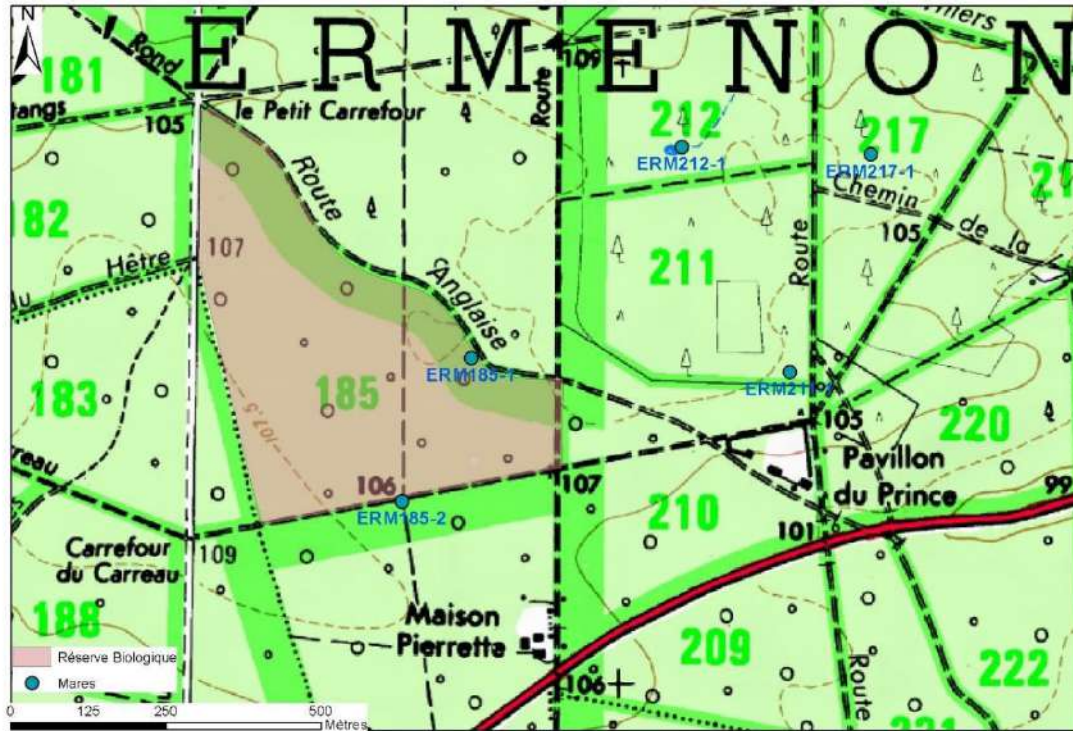 N
ERMENON
181
Rond
le Petit Carrefour
tangs
105
Route
109
212
ERM212-1
217
ERM217-1
Chemin
de la
105
182
Hêtre
107
Route
Anglaise
211
Route
183
185
ERM185-1
107,5
105
220
Pavillon
du Prince
99
106
107
ERM185-2
210
101
Carrefour
du Carreau
109
188
Maison
Pierrette
209
222
106
Route
Réserve Biologique
Mares
0 125 250 500
Mètres